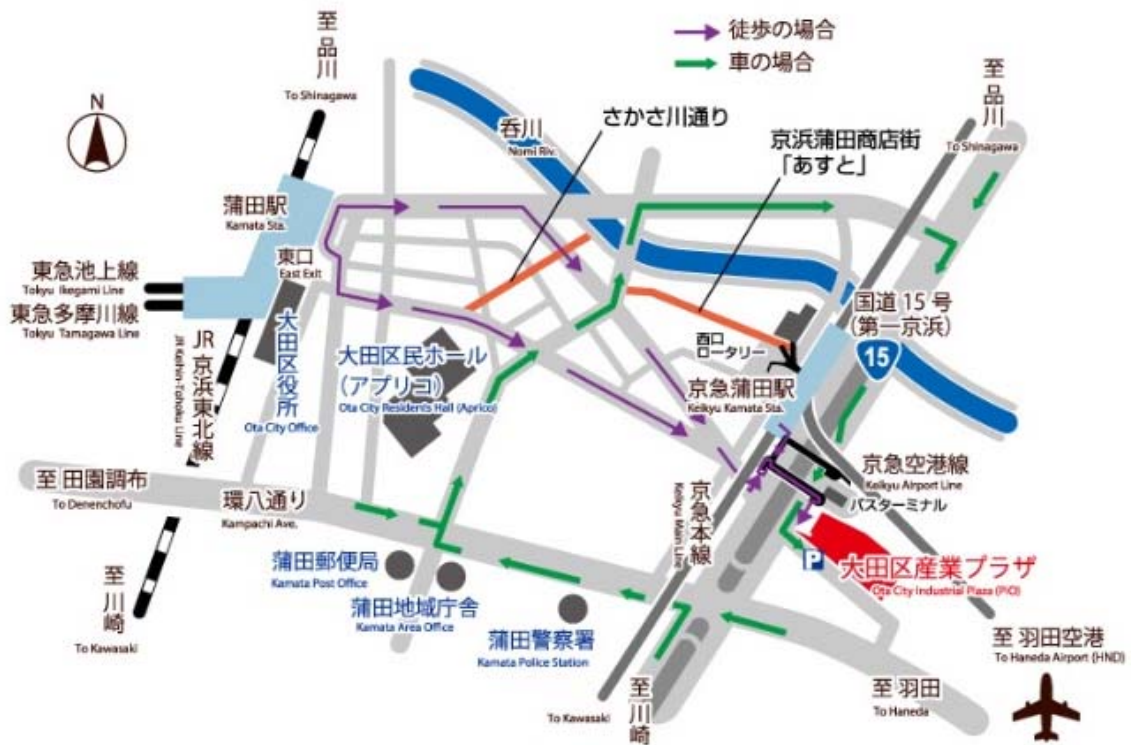 至品川
To Shinagawa
徒歩の場合
車の場合
至品川
To Shinagawa
N
さかさ川通り
呑川
Nomi Riv.
京浜蒲田商店街
「あすと」
蒲田駅
Kamata Sta.
東口
East Exit
東急池上線
Tokyu Ikegami Line
東急多摩川線
Tokyu Tamagawa Line
JR京浜東北線
JR Keihin-Tohoku Line
大田区役所
Ota City Office
大田区民ホール
(アプリコ)
Ota City Residents Hall (Aprico)
国道15号
(第一京浜)
15
西口
ロータリー
京急蒲田駅
Keikyu Kamata Sta.
京急空港線
Keikyu Airport Line
バスターミナル
京急本線
Keikyu Main Line
至 田園調布
To Denenchofu
環八通り
Kampachi Ave.
蒲田郵便局
Kamata Post Office
蒲田地域庁舎
Kamata Area Office
蒲田警察署
Kamata Police Station
P
大田区産業プラザ
Ota City Industrial Plaza (PiO)
至川崎
To Kawasaki
至川崎
To Kawasaki
至 羽田
To Haneda
至 羽田空港
To Haneda Airport (HND)